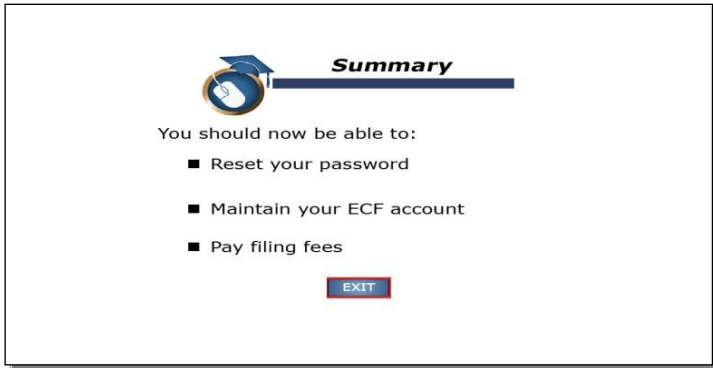 Summary
You should now be able to:
■ Reset your password
■ Maintain your ECF account
■ Pay filing fees
EXIT